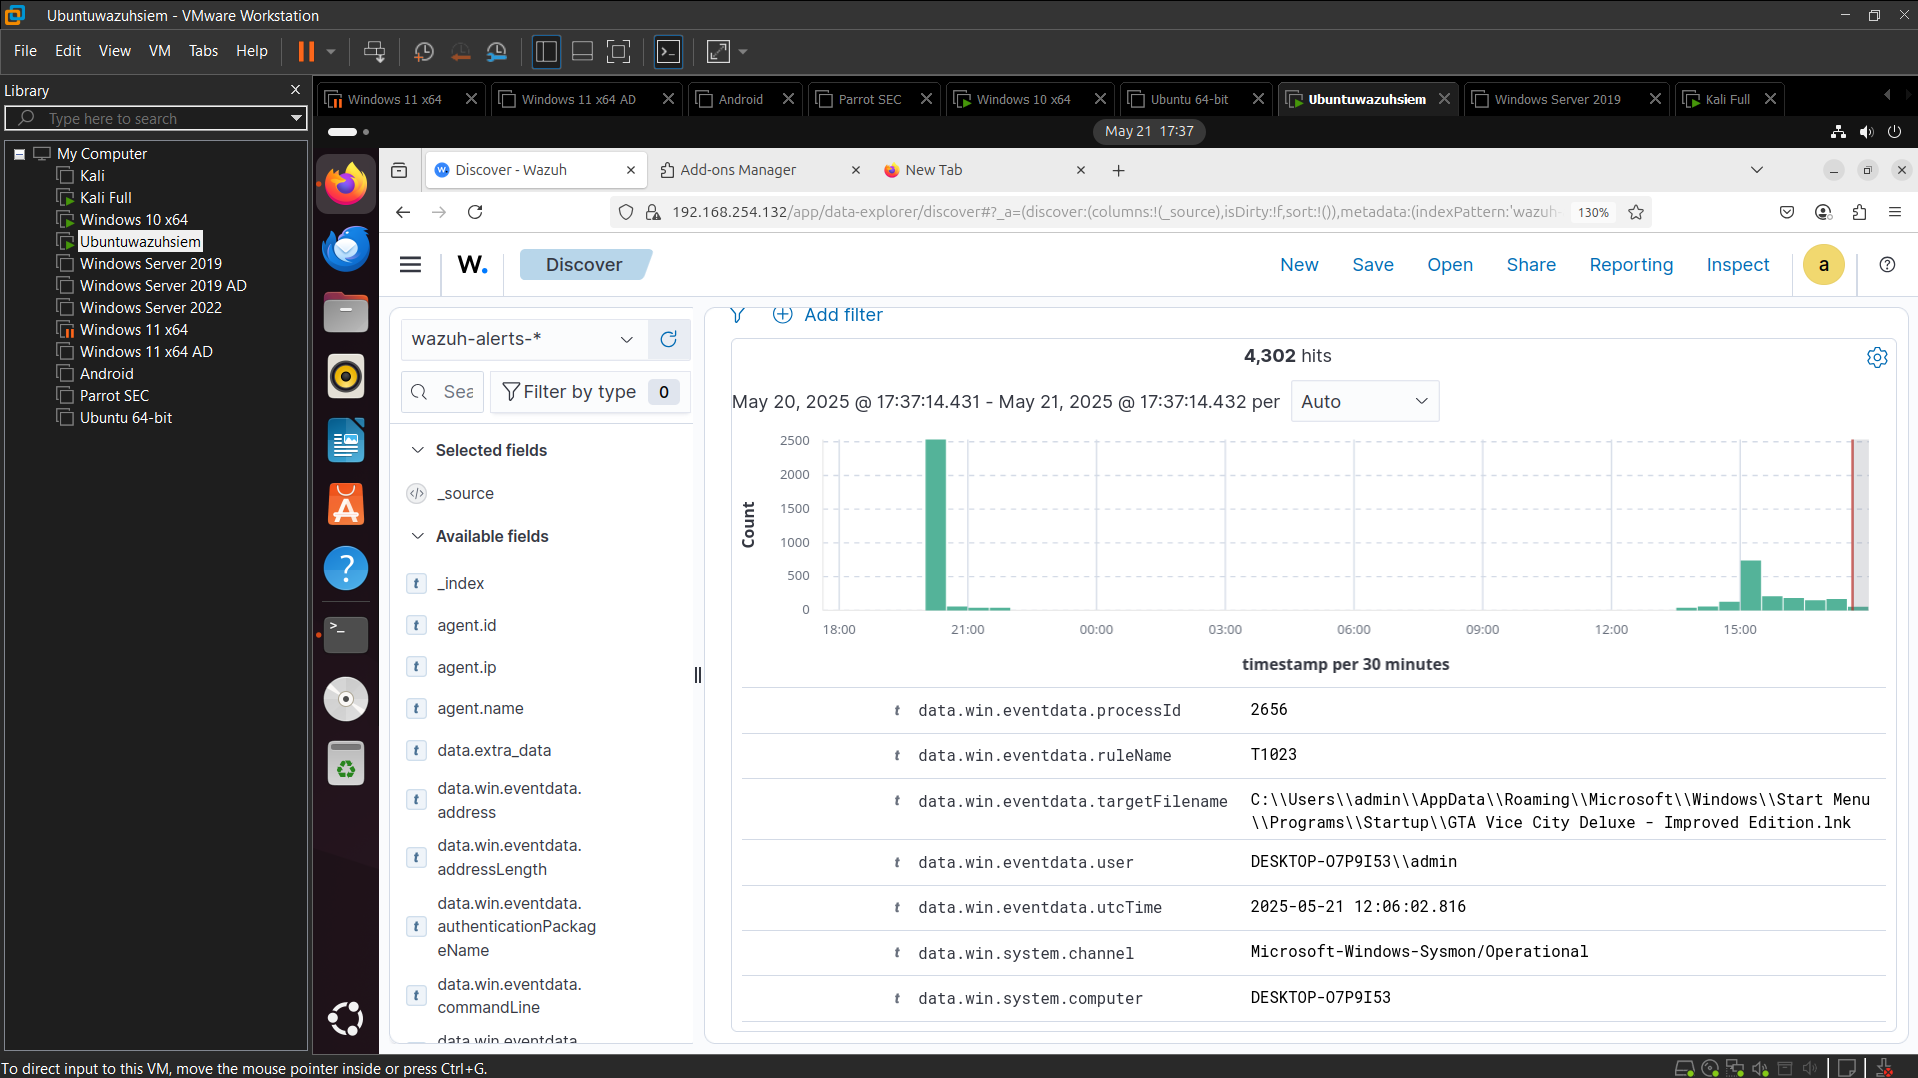 Ubuntuwazuhsiem - VMware Workstation
File Edit View VM Tabs Help
Library
Type here to search
My Computer
Kali
Kali Full
Windows 10 x64
Ubuntuwazuhsiem
Windows Server 2019
Windows Server 2019 AD
Windows Server 2022
Windows 11 x64
Windows 11 x64 AD
Android
Parrot SEC
Ubuntu 64-bit
Windows 11 x64 Windows 11 x64 AD Android Parrot SEC Windows 10 x64 Ubuntu 64-bit Ubuntuwazuhsiem Windows Server 2019 Kali Full
May 21 17:37
Discover - Wazuh Add-ons Manager New Tab
192.168.254.132/app/data-explorer/discover#?_a=(discover:(columns:!(_source),isDirty:!f,sort:!()),metadata:(indexPattern:'wazuh- 130%
W. Discover New Save Open Share Reporting Inspect a
wazuh-alerts-*
Sea Filter by type 0
Selected fields
_source
Available fields
t _index
t agent.id
t agent.ip
t agent.name
t data.extra_data
t data.win.eventdata.
address
t data.win.eventdata.
addressLength
t data.win.eventdata.
authenticationPackag
eName
t data.win.eventdata.
commandLine
data.win.eventdata.
Add filter
4,302 hits
May 20, 2025 @ 17:37:14.431 - May 21, 2025 @ 17:37:14.432 per Auto
2500
2000
1500
1000
500
0
Count
18:00 21:00 00:00 03:00 06:00 09:00 12:00 15:00
timestamp per 30 minutes
t data.win.eventdata.processId 2656
t data.win.eventdata.ruleName T1023
t data.win.eventdata.targetFilename C:\\Users\\admin\\AppData\\Roaming\\Microsoft\\Windows\\Start Menu
\\Programs\\Startup\\GTA Vice City Deluxe - Improved Edition.lnk
t data.win.eventdata.user DESKTOP-O7P9I53\\admin
t data.win.eventdata.utcTime 2025-05-21 12:06:02.816
t data.win.system.channel Microsoft-Windows-Sysmon/Operational
t data.win.system.computer DESKTOP-O7P9I53
To direct input to this VM, move the mouse pointer inside or press Ctrl+G.